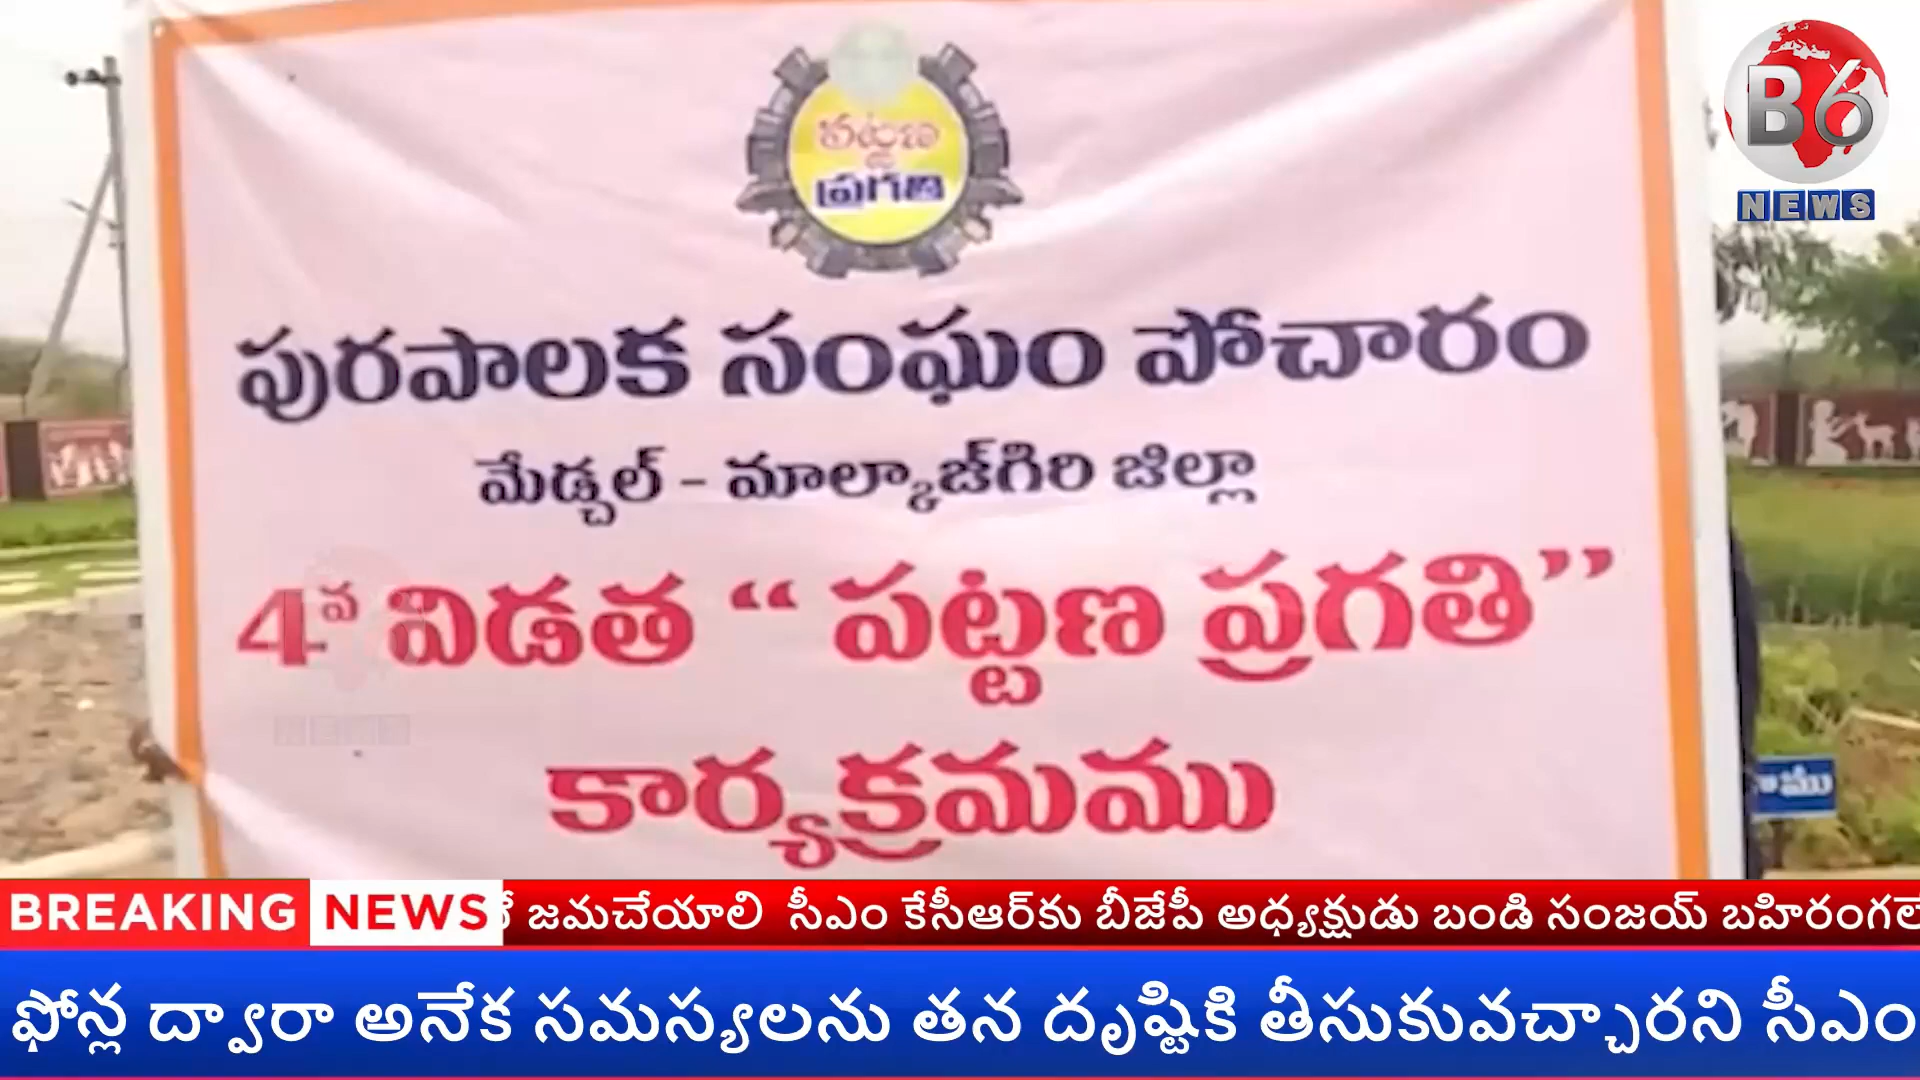 పట్టణ
ప్రగతి
B6
NEWS
పురపాలక సంఘం పోచారం
మేడ్చల్ - మాల్కాజ్‌గిరి జిల్లా
4వ విడత “ పట్టణ ప్రగతి”
కార్యక్రమము
NEWS
BREAKING NEWS
జమచేయాలి సీఎం కేసీఆర్‌కు బీజేపీ అధ్యక్షుడు బండి సంజయ్ బహిరంగలే
ఫోన్ల ద్వారా అనేక సమస్యలను తన దృష్టికి తీసుకువచ్చారని సీఎం